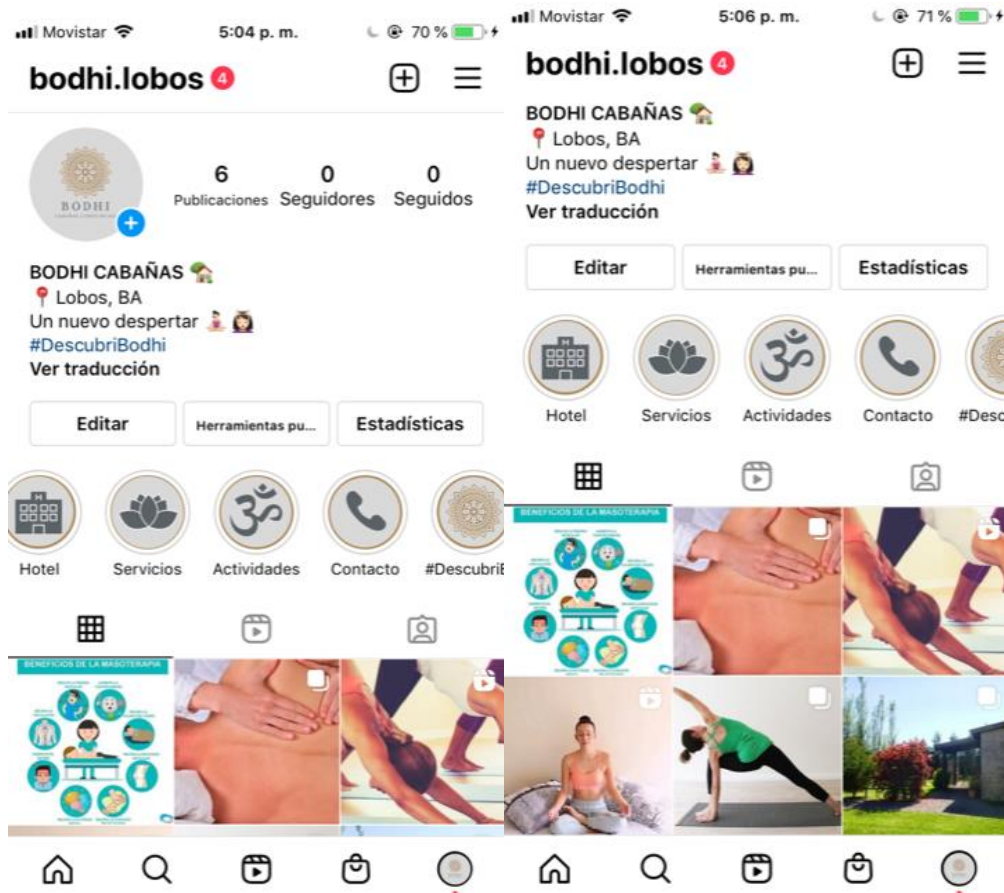 Movistar 5:04 p. m. 70 %
bodhi.lobos 4
BODHI
6 0 0
Publicaciones Seguidores Seguidos
BODHI CABAÑAS
Lobos, BA
Un nuevo despertar
#DescubriBodhi
Ver traducción
Editar Herramientas pu... Estadísticas
H
Hotel Servicios Actividades Contacto #DescubriB
BENEFICIOS DE LA MASOTERAPIA
Movistar 5:06 p. m. 71 %
bodhi.lobos 4
BODHI CABAÑAS
Lobos, BA
Un nuevo despertar
#DescubriBodhi
Ver traducción
Editar Herramientas pu... Estadísticas
H
Hotel Servicios Actividades Contacto #Desc
BENEFICIOS DE LA MASOTERAPIA